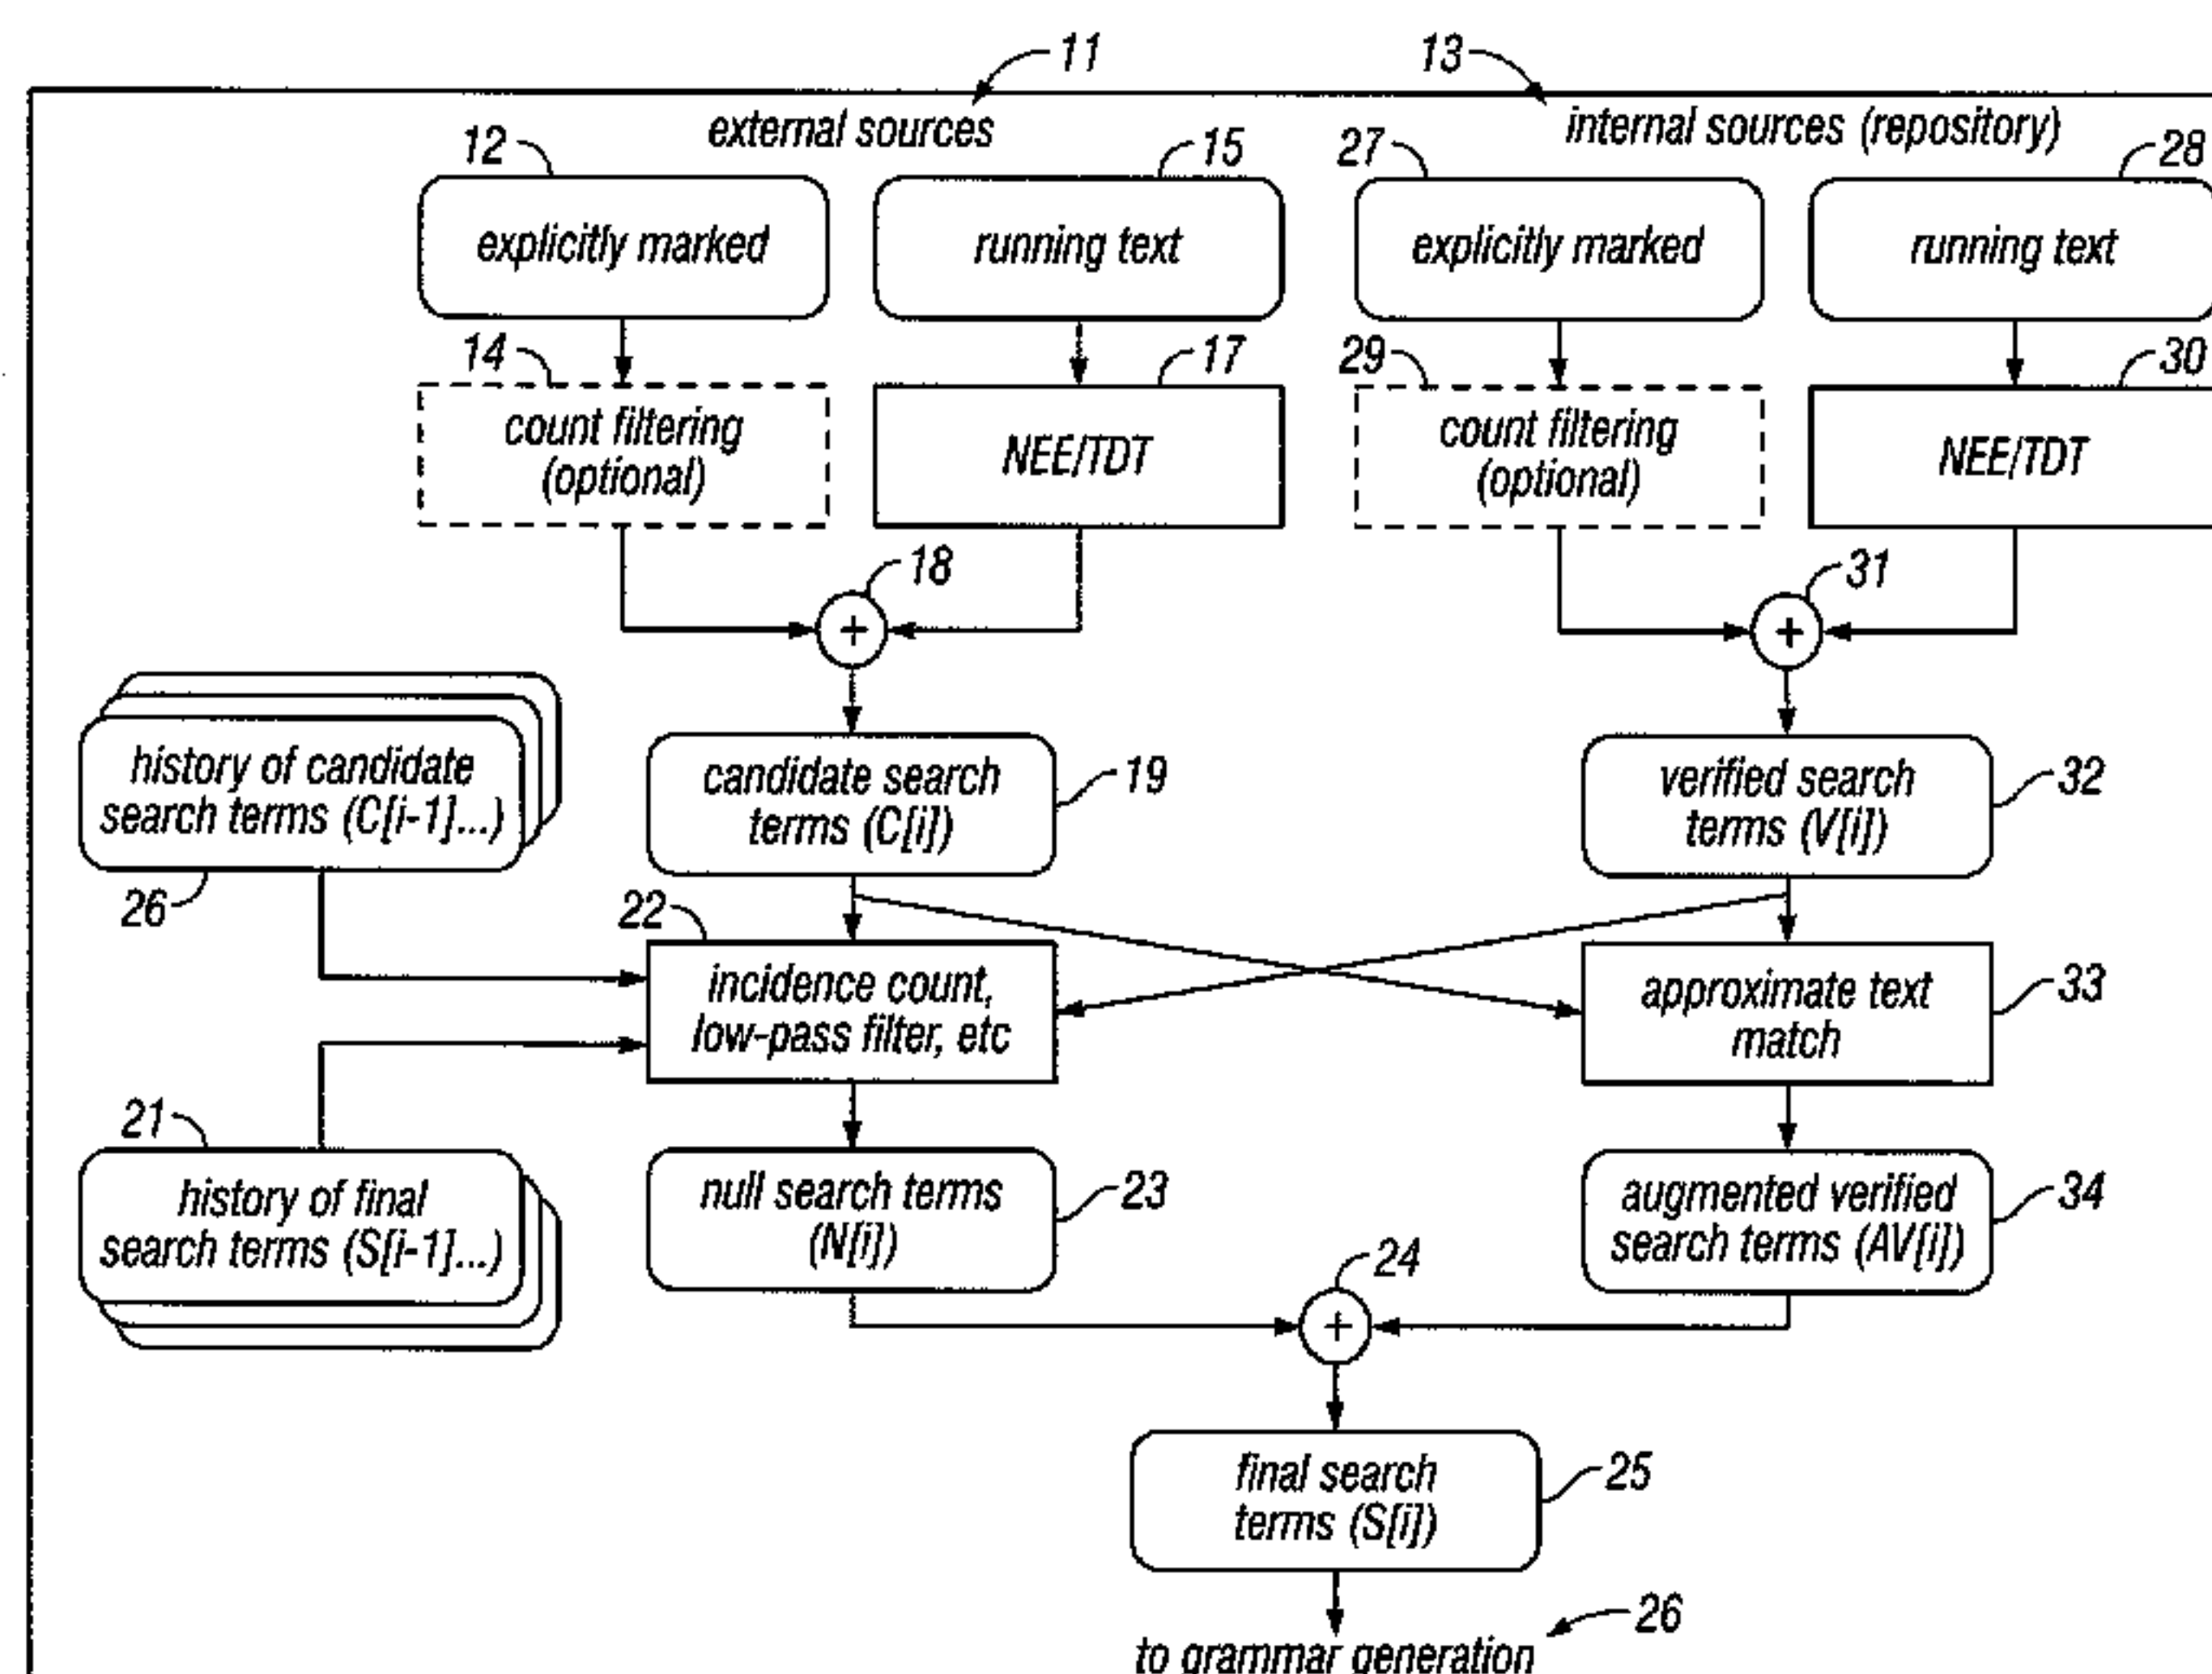 11
13
external sources
internal sources (repository)
12
15
27
28
explicitly marked
running text
explicitly marked
running text
14
17
29
30
count filtering
(optional)
NEE/TDT
count filtering
(optional)
NEE/TDT
18
31
+
+
history of candidate
search terms (C[i-1]...)
26
candidate search
terms (C[i])
19
verified search
terms (V[i])
32
22
incidence count,
low-pass filter, etc
approximate text
match
33
21
history of final
search terms (S[i-1]...)
null search terms
(N[i])
23
augmented verified
search terms (AV[i])
34
24
+
final search
terms (S[i])
25
26
to grammar generation